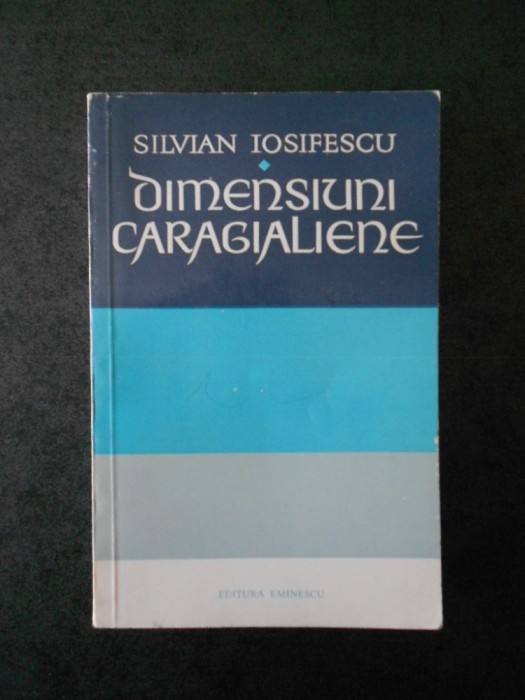 SILVIAN IOSIFESCU
DIMENSIUNI
CARAGIALIENE
EDITURA EMINESCU